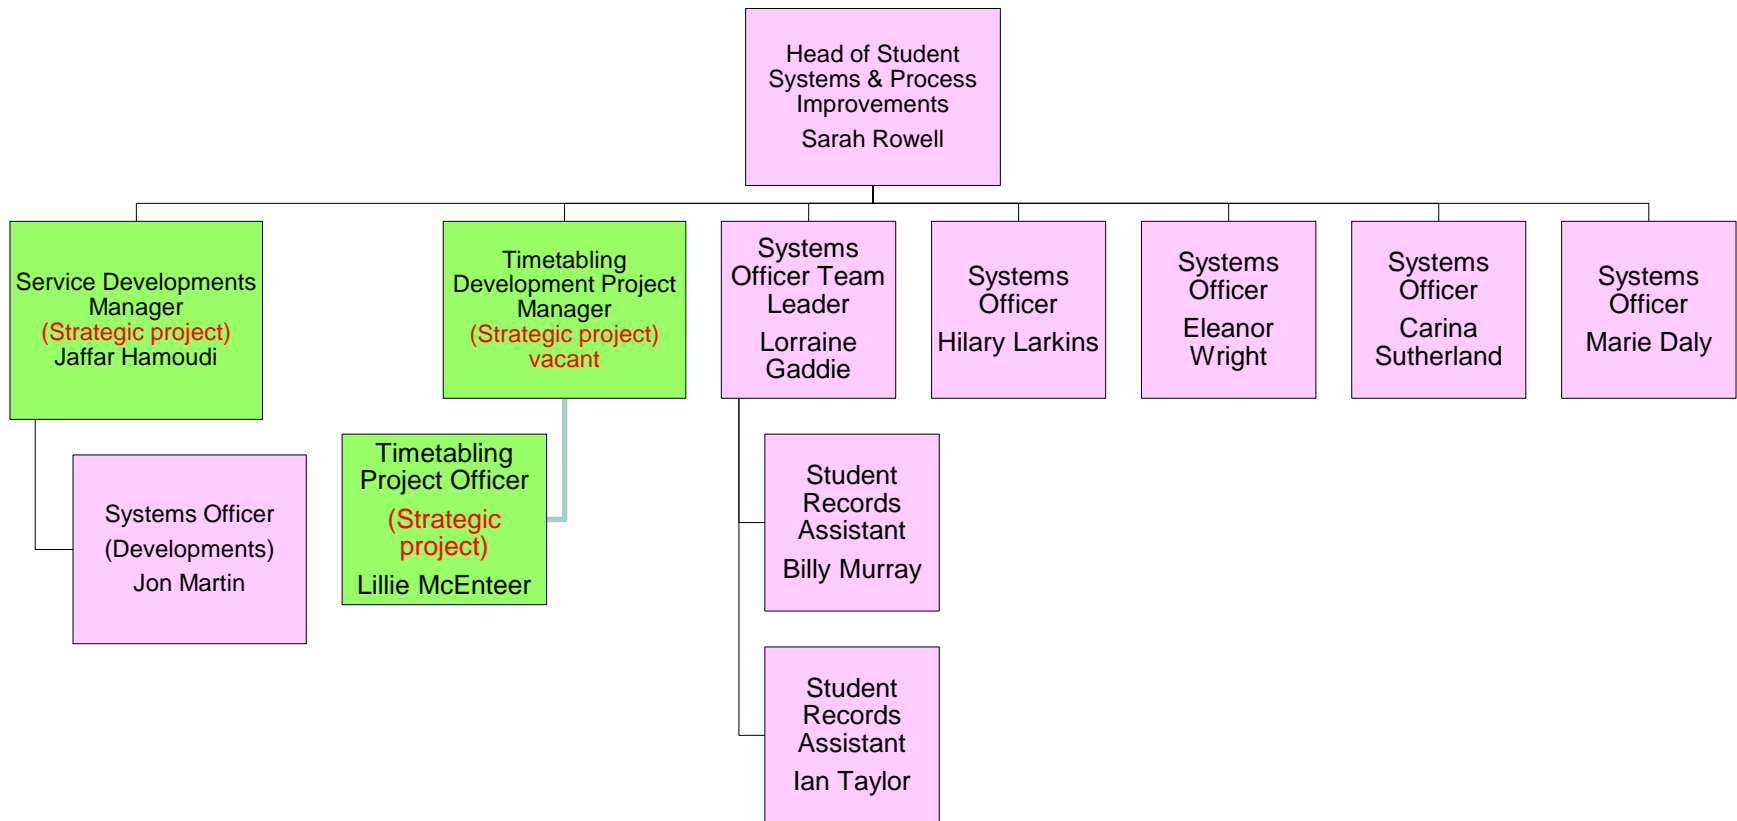 Head of Student
Systems & Process
Improvements
Sarah Rowell
Service Developments
Manager
(Strategic project)
Jaffar Hamoudi
Timetabling
Development Project
Manager
(Strategic project)
vacant
Systems
Officer Team
Leader
Lorraine
Gaddie
Systems
Officer
Hilary Larkins
Systems
Officer
Eleanor
Wright
Systems
Officer
Carina
Sutherland
Systems
Officer
Marie Daly
Systems Officer
(Developments)
Jon Martin
Timetabling
Project Officer
(Strategic
project)
Lillie McEnteer
Student
Records
Assistant
Billy Murray
Student
Records
Assistant
Ian Taylor